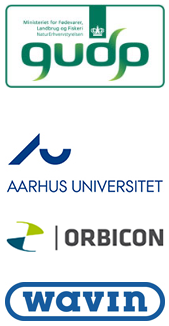 Ministeriet for Fødevarer,
Landbrug og Fiskeri
NaturErhvervstyrelsen
gudp
AARHUS UNIVERSITET
ORBICON
wavin